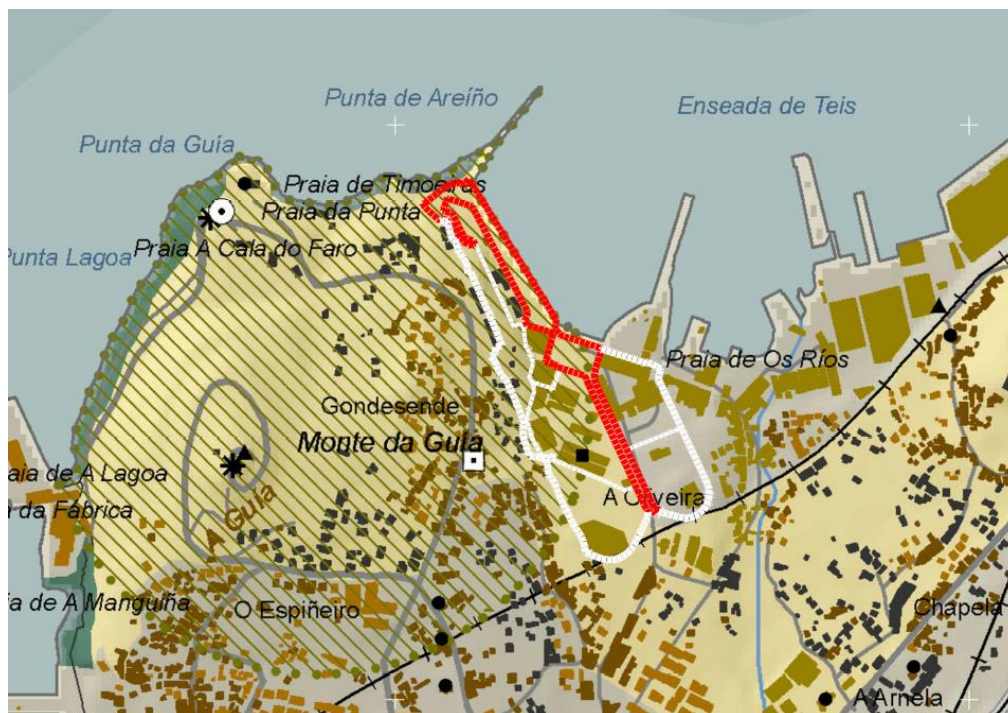 Punta de Areíño
Enseada de Teis
Punta da Guía
Praia de Timoeiras
Praia da Punta
Praia A Cala do Faro
Punta Lagoa
Praia de Os Ríos
Gondesende
Monte da Guía
aia de A Lagoa
a da Fábrica
A Guía
A Oliveira
ia de A Manguiña
O Espiñeiro
Chapela
A Arnela